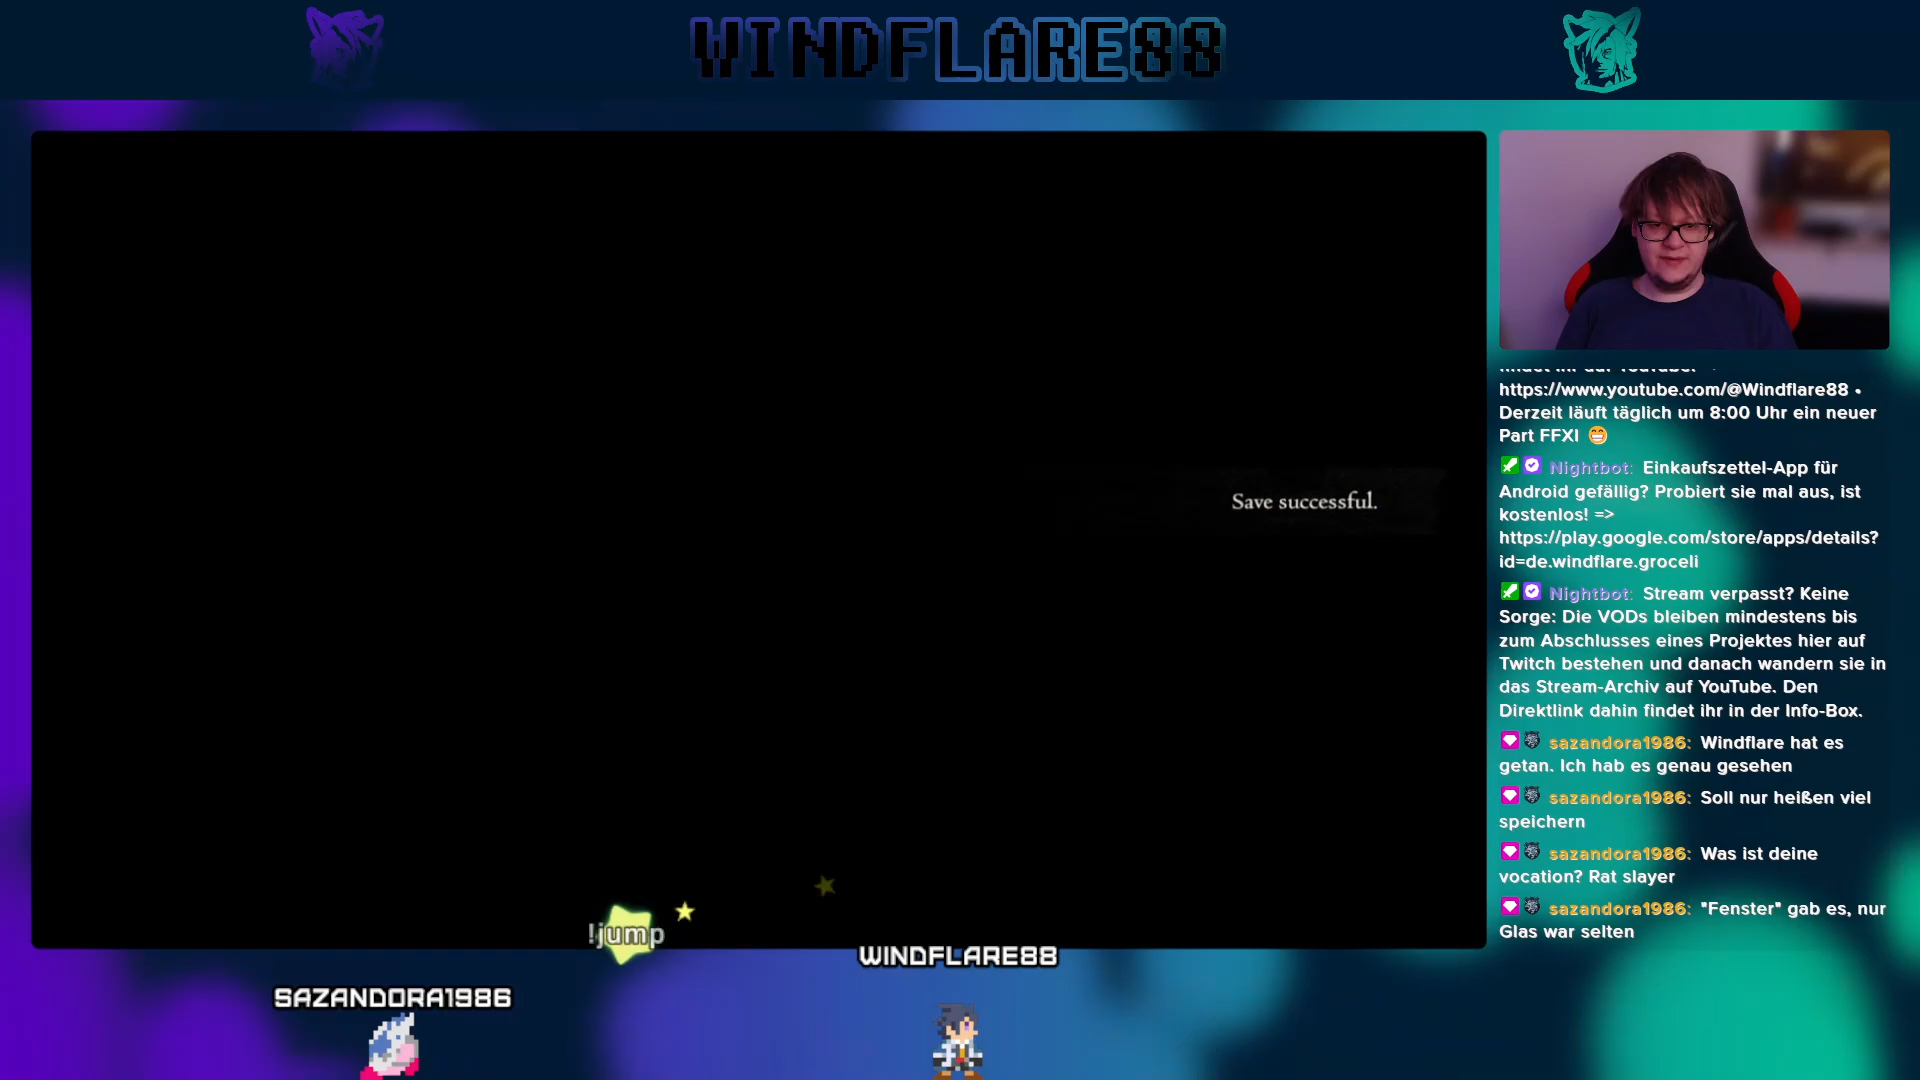 WINDFLARE88
Save successful.
https://www.youtube.com/@Windflare88 •
Derzeit läuft täglich um 8:00 Uhr ein neuer
Part FFXI 😁
Nightbot: Einkaufszettel-App für
Android gefällig? Probiert sie mal aus, ist
kostenlos! =>
https://play.google.com/store/apps/details?
id=de.windflare.groceli
Nightbot: Stream verpasst? Keine
Sorge: Die VODs bleiben mindestens bis
zum Abschlusses eines Projektes hier auf
Twitch bestehen und danach wandern sie in
das Stream-Archiv auf YouTube. Den
Direktlink dahin findet ihr in der Info-Box.
sazandora1986: Windflare hat es
getan. Ich hab es genau gesehen
sazandora1986: Soll nur heißen viel
speichern
sazandora1986: Was ist deine
vocation? Rat slayer
sazandora1986: "Fenster" gab es, nur
Glas war selten
!jump
WINDFLARE88
SAZANDORA1986